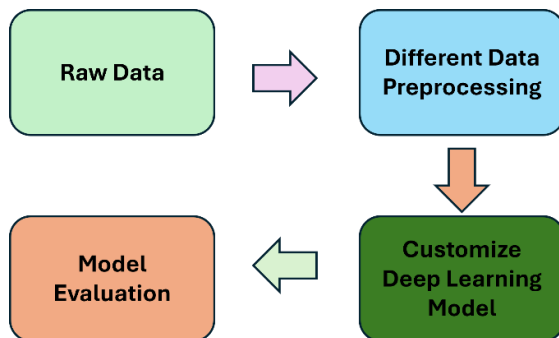 Raw Data
Different Data
Preprocessing
Customize
Deep Learning
Model
Model
Evaluation